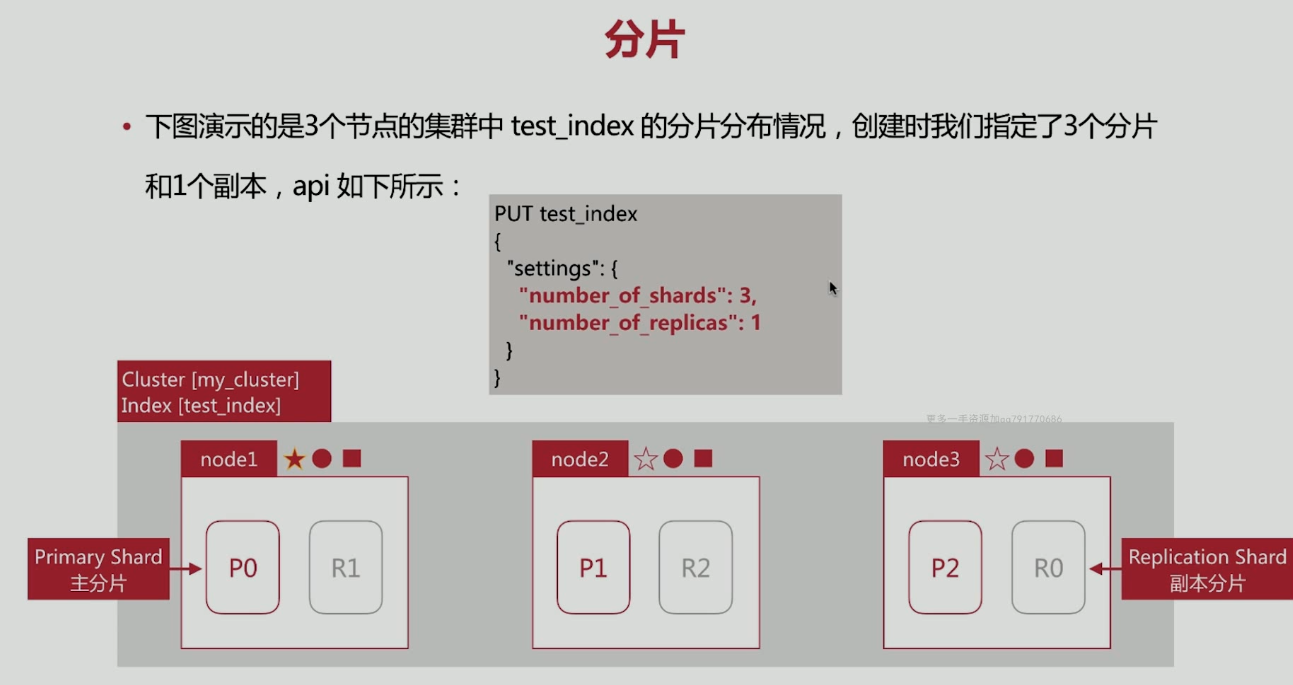 分片
• 下图演示的是3个节点的集群中 test_index 的分片分布情况，创建时我们指定了3个分片
和1个副本，api 如下所示：
PUT test_index
{
"settings": {
"number_of_shards": 3,
"number_of_replicas": 1
}
}
Cluster [my_cluster]
Index [test_index]
更多一手资源加qq791770686
node1
node2
node3
Primary Shard
主分片
P0
R1
P1
R2
P2
R0
Replication Shard
副本分片